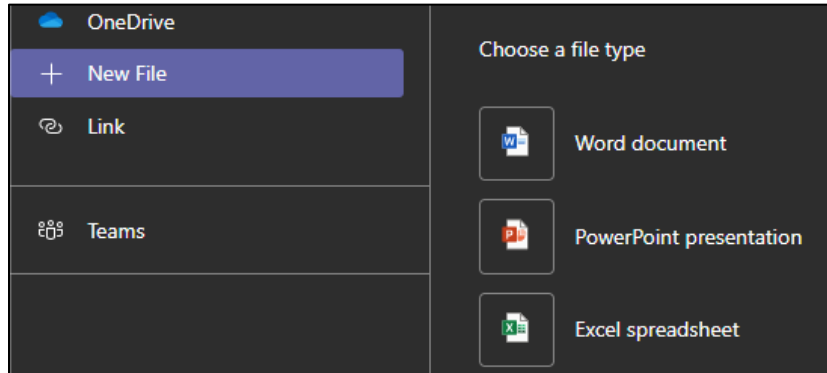 OneDrive
New File
Link
Teams
Choose a file type
Word document
PowerPoint presentation
Excel spreadsheet